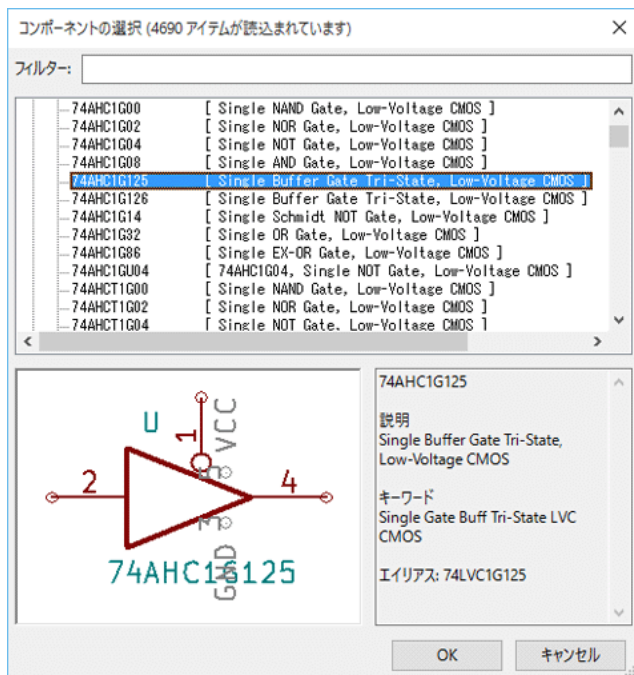 コンポーネントの選択 (4690 アイテムが読込まれています)
フィルター:
74AHC1G00 [ Single NAND Gate, Low-Voltage CMOS ]
74AHC1G02 [ Single NOR Gate, Low-Voltage CMOS ]
74AHC1G04 [ Single NOT Gate, Low-Voltage CMOS ]
74AHC1G08 [ Single AND Gate, Low-Voltage CMOS ]
74AHC1G125 [ Single Buffer Gate Tri-State, Low-Voltage CMOS ]
74AHC1G126 [ Single Buffer Gate Tri-State, Low-Voltage CMOS ]
74AHC1G14 [ Single Schmidt NOT Gate, Low-Voltage CMOS ]
74AHC1G32 [ Single OR Gate, Low-Voltage CMOS ]
74AHC1G86 [ Single EX-OR Gate, Low-Voltage CMOS ]
74AHC1GU04 [ 74AHC1G04, Single NOT Gate, Low-Voltage CMOS ]
74AHCT1G00 [ Single NAND Gate, Low-Voltage CMOS ]
74AHCT1G02 [ Single NOR Gate, Low-Voltage CMOS ]
74AHCT1G04 [ Single NOT Gate, Low-Voltage CMOS ]
U
1
VCC
5
2
4
3
GND
74AHC1G125
74AHC1G125
説明
Single Buffer Gate Tri-State,
Low-Voltage CMOS
キーワード
Single Gate Buff Tri-State LVC
CMOS
エイリアス: 74LVC1G125
OK
キャンセル